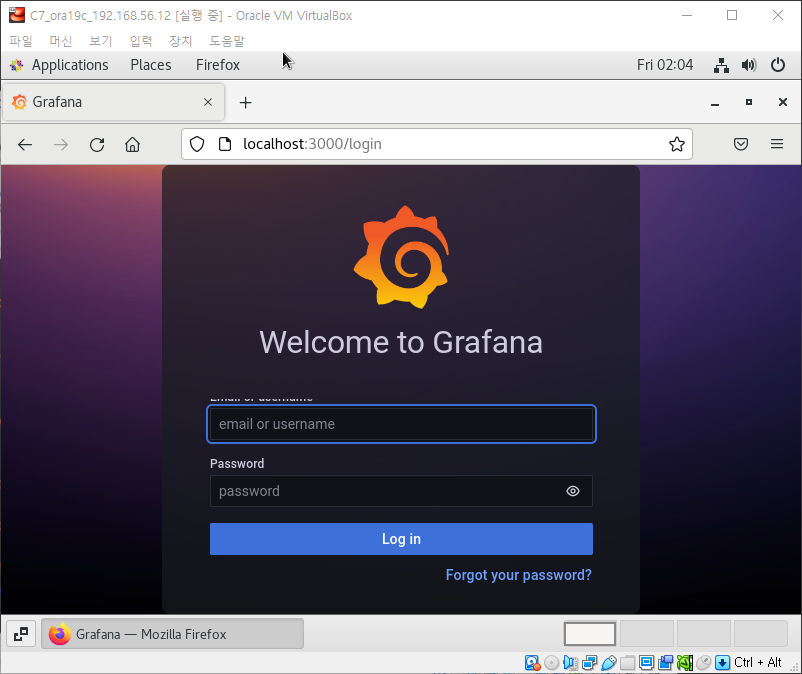 C7_ora19c_192.168.56.12 [실행 중] - Oracle VM VirtualBox
파일 머신 보기 입력 장치 도움말
Applications Places Firefox Fri 02:04
Grafana
localhost:3000/login
Welcome to Grafana
Email or username
email or username
Password
password
Log in
Forgot your password?
Grafana — Mozilla Firefox
Ctrl + Alt